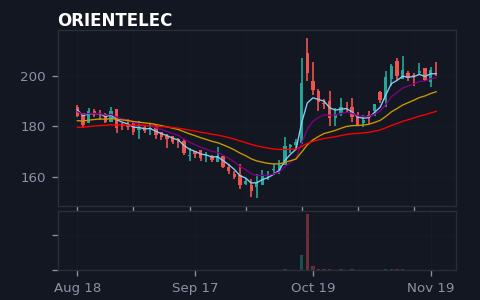 ORIENTELEC
200
180
160
Aug 18
Sep 17
Oct 19
Nov 19